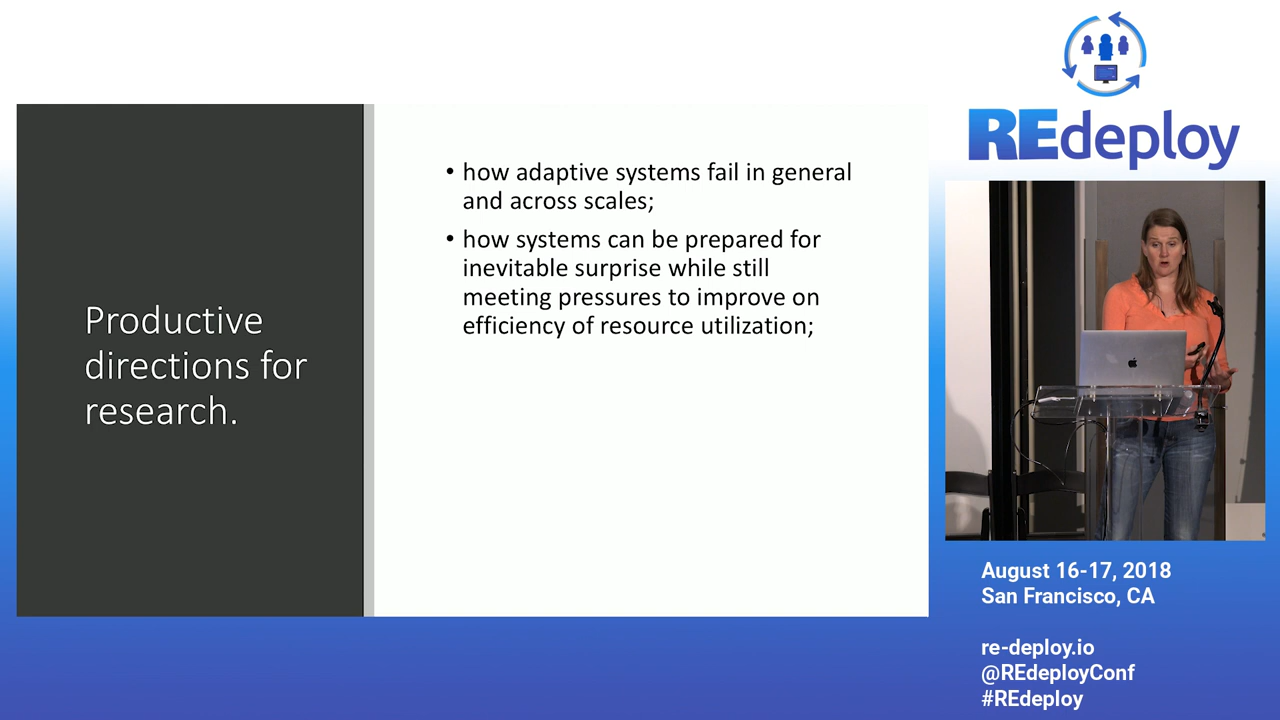 REdeploy
Productive
directions for
research.
• how adaptive systems fail in general
and across scales;
• how systems can be prepared for
inevitable surprise while still
meeting pressures to improve on
efficiency of resource utilization;
August 16-17, 2018
San Francisco, CA
re-deploy.io
@REdeployConf
#REdeploy